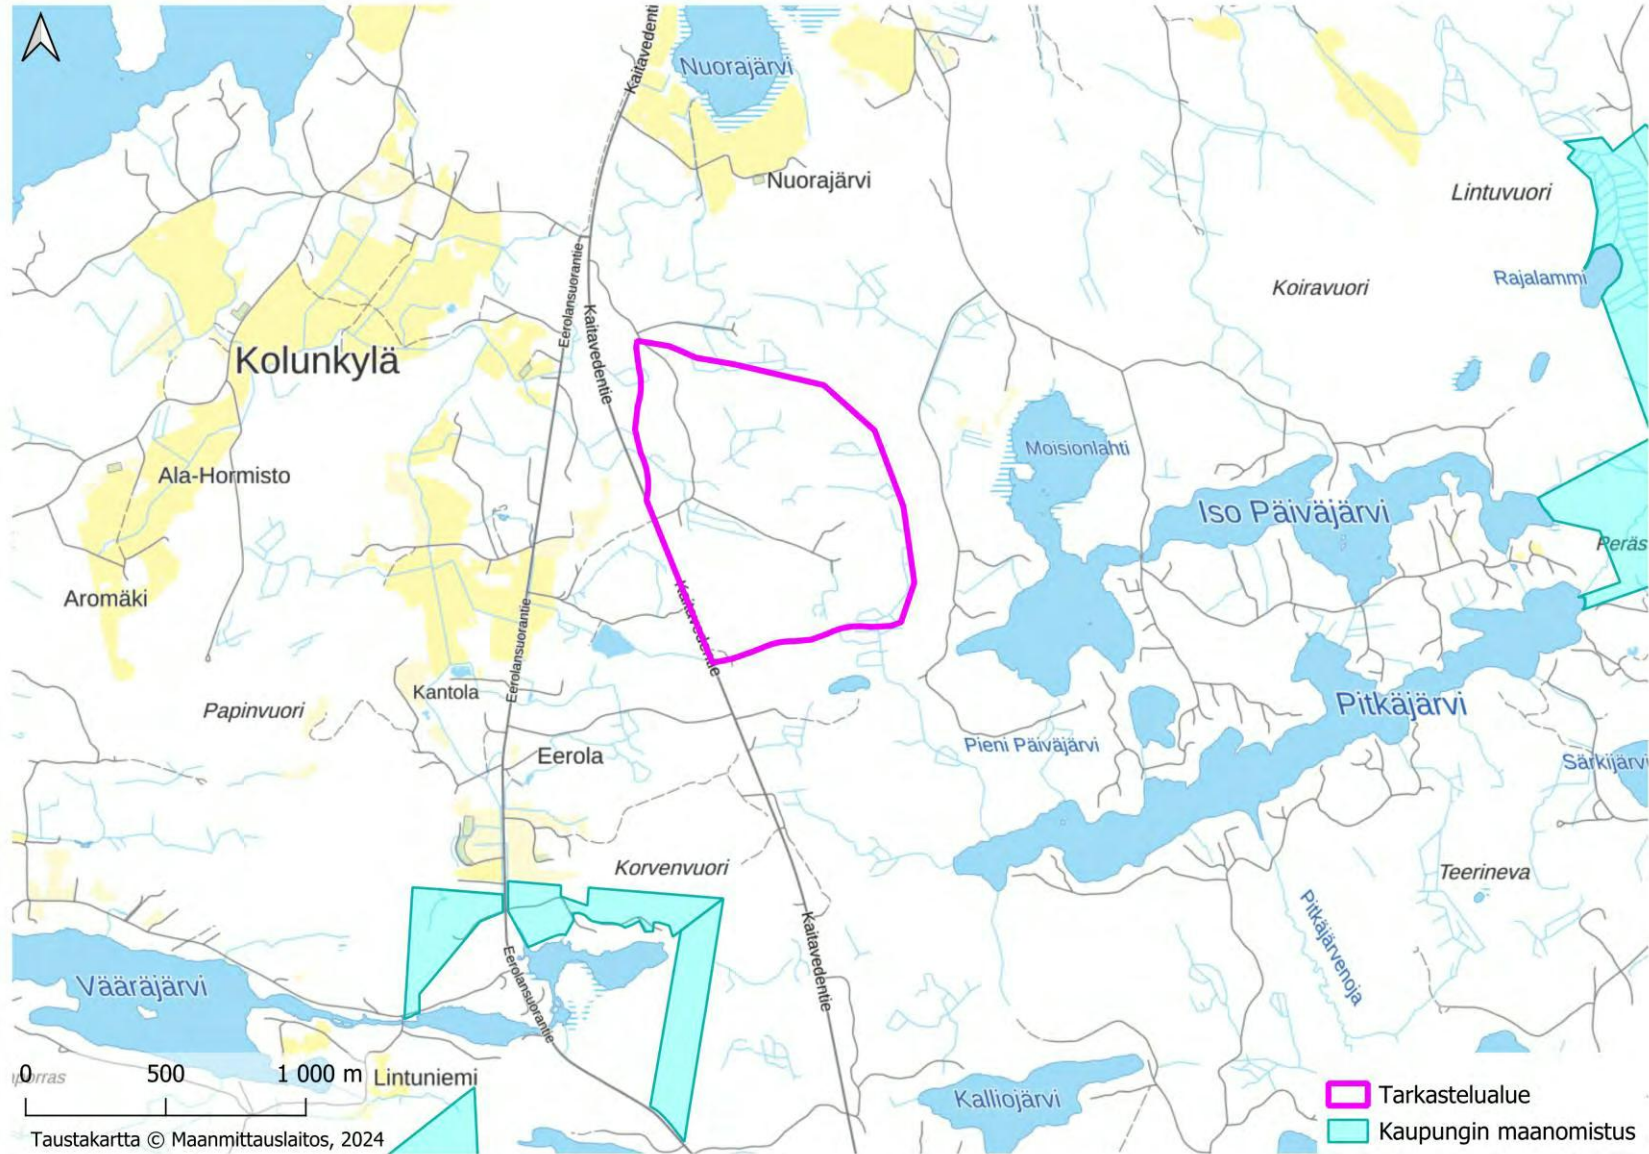 Kaitavedenti
Nuorajärvi
Nuorajärvi
Lintuvuori
Eerolansuorantie
Kaitavedentie
Koiravuori
Rajalammi
Kolunkylä
Ala-Hormisto
Moisionlahti
Iso Päiväjärvi
Peräs
Aromäki
Eerolansuorantie
Kaitavedentie
Kantola
Papinvuori
Pitkäjärvi
Eerola
Pieni Päiväjärvi
Särkijärvi
Korvenvuori
Teerineva
Pitkäjärvenoja
Kaitavedentie
Eerolansuorantie
Vääräjärvi
Lintuniemi
Kalliojärvi
0 500 1 000 m
Taustakartta © Maanmittauslaitos, 2024
Tarkastelualue
Kaupungin maanomistus